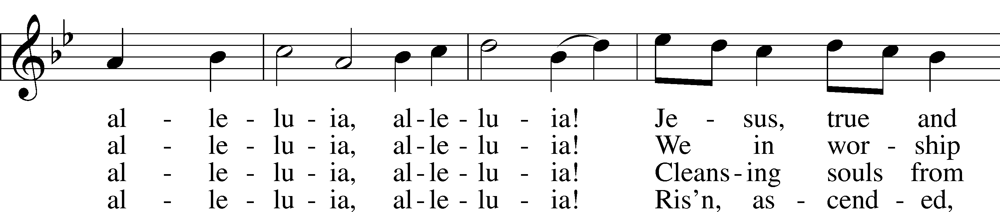 al - le - lu - ia, al - le - lu - ia! Je - sus, true and
al - le - lu - ia, al - le - lu - ia! We in wor - ship
al - le - lu - ia, al - le - lu - ia! Cleans - ing souls from
al - le - lu - ia, al - le - lu - ia! Ris'n, as - cend - ed,